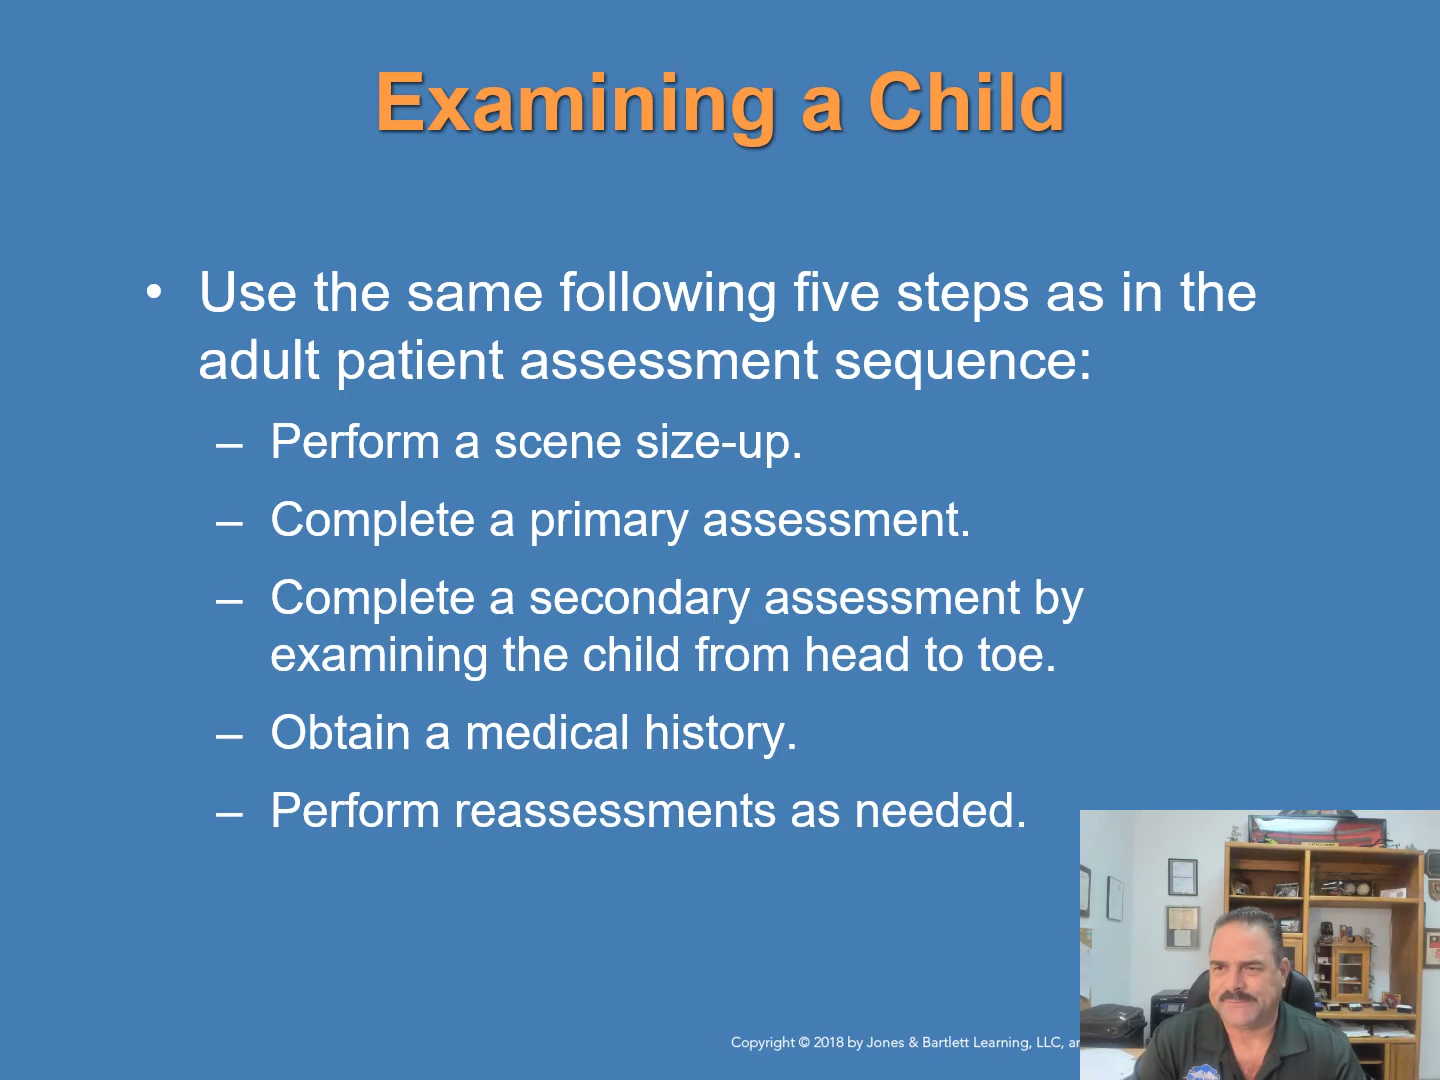 Examining a Child
• Use the same following five steps as in the
adult patient assessment sequence:
– Perform a scene size-up.
– Complete a primary assessment.
– Complete a secondary assessment by
examining the child from head to toe.
– Obtain a medical history.
– Perform reassessments as needed.
Copyright © 2018 by Jones & Bartlett Learning, LLC,